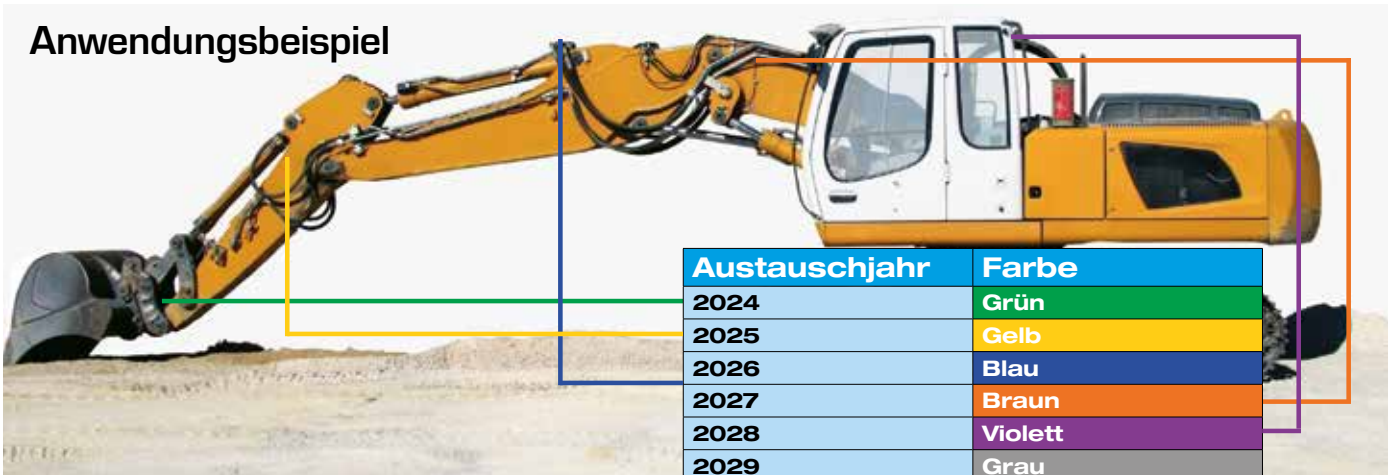 Anwendungsbeispiel
Austauschjahr Farbe
2024 Grün
2025 Gelb
2026 Blau
2027 Braun
2028 Violett
2029 Grau